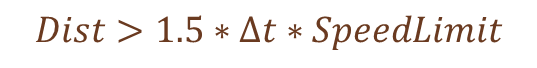 Dist > 1.5 * Δt * SpeedLimit